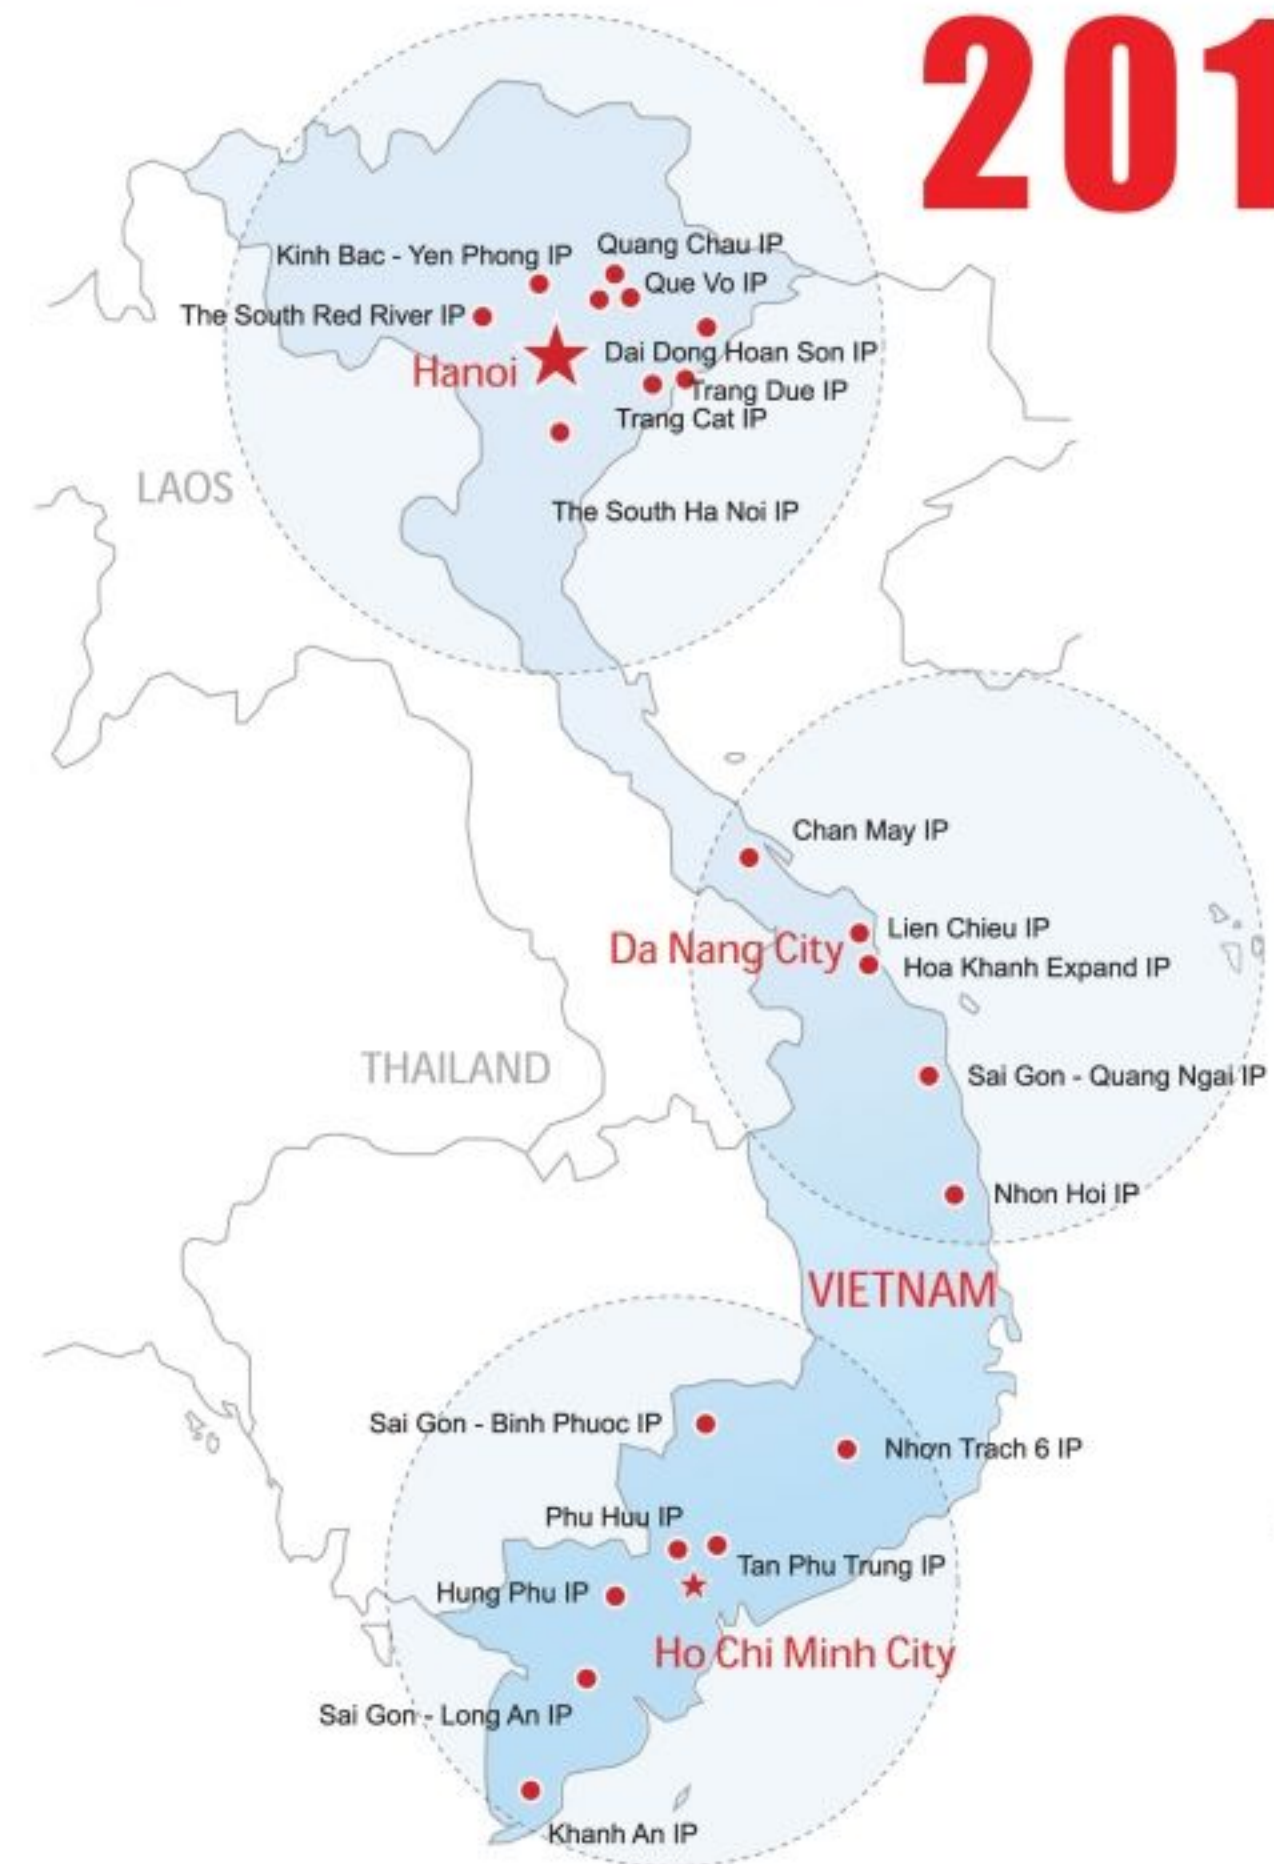 201
Kinh Bac - Yen Phong IP
Quang Chau IP
Que Vo IP
The South Red River IP
Hanoi
Dai Dong Hoan Son IP
Trang Due IP
Trang Cat IP
LAOS
The South Ha Noi IP
Chan May IP
Lien Chieu IP
Da Nang City
Hoa Khanh Expand IP
THAILAND
Sai Gon - Quang Ngai IP
Nhon Hoi IP
VIETNAM
Sai Gon - Binh Phuoc IP
Nhon Trach 6 IP
Phu Huu IP
Tan Phu Trung IP
Hung Phu IP
Ho Chi Minh City
Sai Gon - Long An IP
Khanh An IP